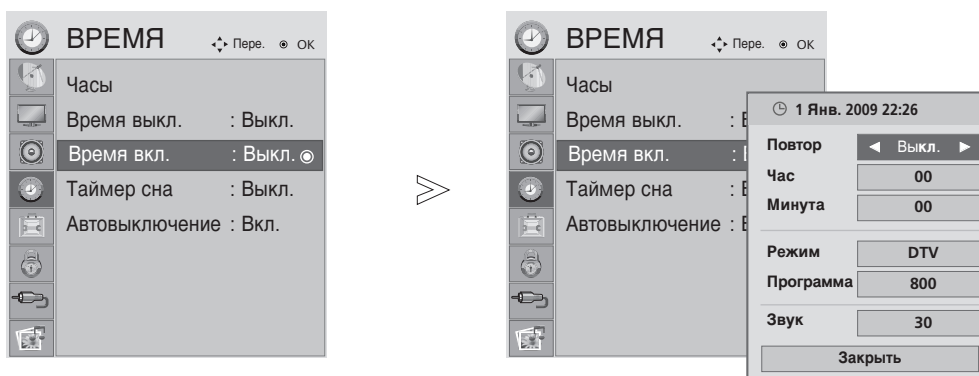 ВРЕМЯ Пере. OK
Часы
Время выкл. : Выкл.
Время вкл. : Выкл.
Таймер сна : Выкл.
Автовыключение : Вкл.
ВРЕМЯ Пере. OK
Часы
Время выкл. :
Время вкл. :
Таймер сна :
Автовыключение :
1 Янв. 2009 22:26
Повтор ◄ Выкл. ►
Час 00
Минута 00
Режим DTV
Программа 800
Звук 30
Закрыть